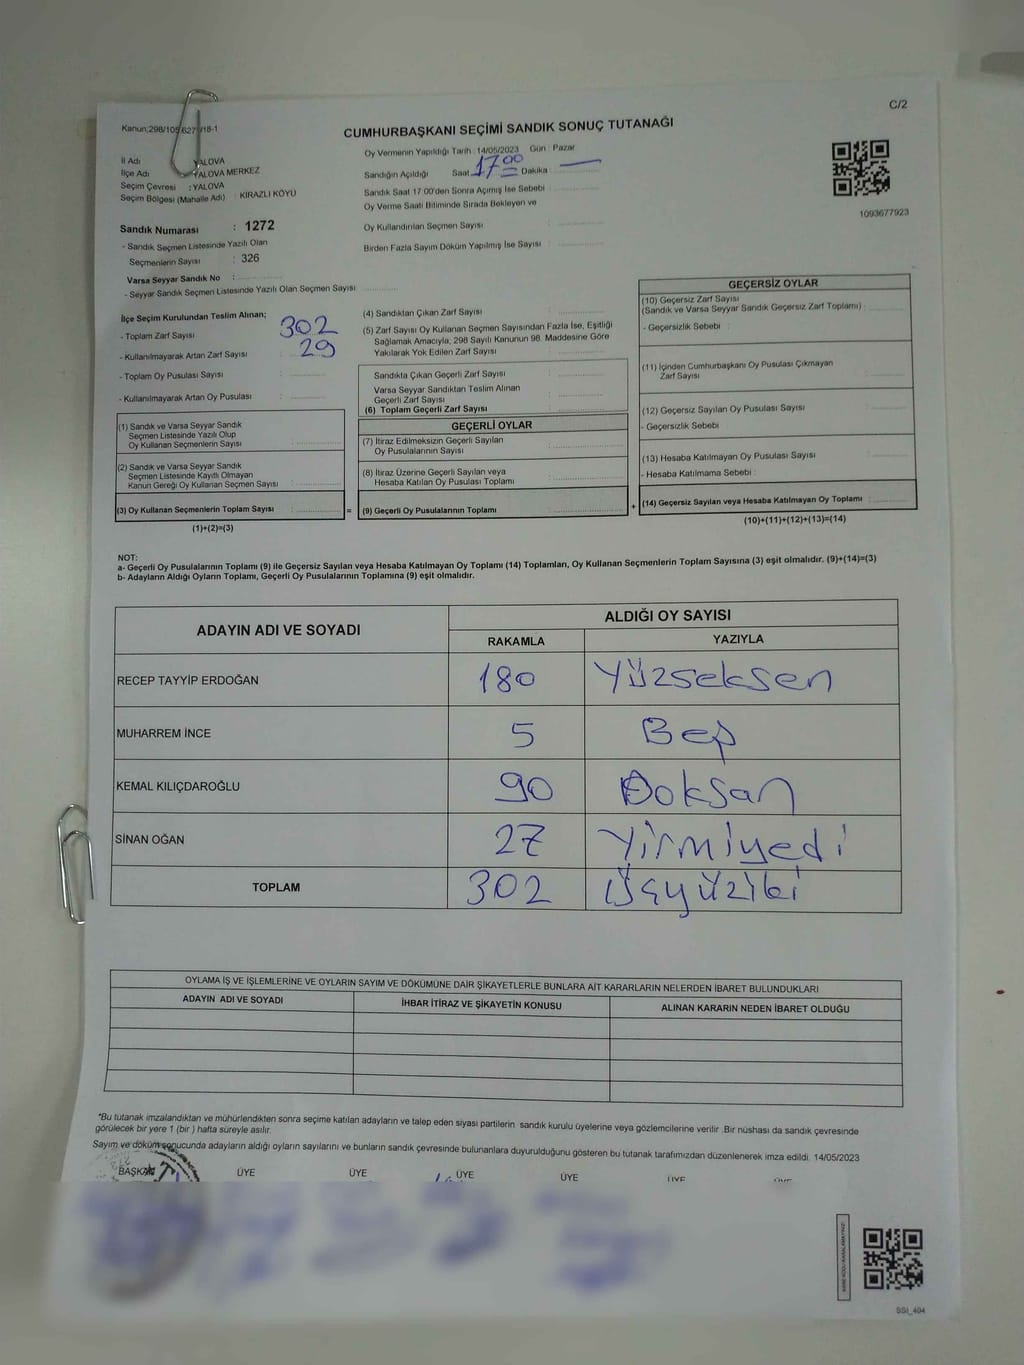 C/2
Kanun:298/105,627 /18-1
CUMHURBAŞKANI SEÇİMİ SANDIK SONUÇ TUTANAĞI
İl Adı YALOVA
İlçe Adı YALOVA MERKEZ
Seçim Çevresi : YALOVA
Seçim Bölgesi (Mahalle Adı) : KİRAZLI KÖYÜ
Oy Vermenin Yapıldığı Tarih : 14/05/2023 Gün : Pazar
Sandığın Açıldığı Saat 17 00 Dakika :
Sandık Saat 17:00'den Sonra Açılmış İse Sebebi :
Oy Verme Saati Bitiminde Sırada Bekleyen ve
Oy Kullandırılan Seçmen Sayısı :
Birden Fazla Sayım Döküm Yapılmış İse Sayısı :
1093677923
Sandık Numarası : 1272
- Sandık Seçmen Listesinde Yazılı Olan
Seçmenlerin Sayısı : 326
Varsa Seyyar Sandık No :
- Seyyar Sandık Seçmen Listesinde Yazılı Olan Seçmen Sayısı :
İlçe Seçim Kurulundan Teslim Alınan;
- Toplam Zarf Sayısı 302
- Kullanılmayarak Artan Zarf Sayısı 29
- Toplam Oy Pusulası Sayısı :
- Kullanılmayarak Artan Oy Pusulası :
(1) Sandık ve Varsa Seyyar Sandık
Seçmen Listesinde Yazılı Olup
Oy Kullanan Seçmenlerin Sayısı :
(2) Sandık ve Varsa Seyyar Sandık
Seçmen Listesinde Kayıtlı Olmayan
Kanun Gereği Oy Kullanan Seçmen Sayısı :
(3) Oy Kullanan Seçmenlerin Toplam Sayısı : =
(1)+(2)=(3)
(4) Sandıktan Çıkan Zarf Sayısı :
(5) Zarf Sayısı Oy Kullanan Seçmen Sayısından Fazla İse, Eşitliği
Sağlamak Amacıyla, 298 Sayılı Kanunun 98. Maddesine Göre
Yakılarak Yok Edilen Zarf Sayısı :
Sandıkta Çıkan Geçerli Zarf Sayısı :
Varsa Seyyar Sandıktan Teslim Alınan
Geçerli Zarf Sayısı :
(6) Toplam Geçerli Zarf Sayısı :
GEÇERLİ OYLAR
(7) İtiraz Edilmeksizin Geçerli Sayılan
Oy Pusulalarının Sayısı :
(8) İtiraz Üzerine Geçerli Sayılan veya
Hesaba Katılan Oy Pusulası Toplamı :
(9) Geçerli Oy Pusulalarının Toplamı : +
GEÇERSİZ OYLAR
(10) Geçersiz Zarf Sayısı
(Sandık ve Varsa Seyyar Sandık Geçersiz Zarf Toplamı) :
- Geçersizlik Sebebi :
(11) İçinden Cumhurbaşkanı Oy Pusulası Çıkmayan
Zarf Sayısı :
(12) Geçersiz Sayılan Oy Pusulası Sayısı :
- Geçersizlik Sebebi :
(13) Hesaba Katılmayan Oy Pusulası Sayısı :
- Hesaba Katılmama Sebebi :
(14) Geçersiz Sayılan veya Hesaba Katılmayan Oy Toplamı :
(10)+(11)+(12)+(13)=(14)
NOT:
a- Geçerli Oy Pusulalarının Toplamı (9) ile Geçersiz Sayılan veya Hesaba Katılmayan Oy Toplamı (14) Toplamları, Oy Kullanan Seçmenlerin Toplam Sayısına (3) eşit olmalıdır. (9)+(14)=(3)
b- Adayların Aldığı Oyların Toplamı, Geçerli Oy Pusulalarının Toplamına (9) eşit olmalıdır.
ADAYIN ADI VE SOYADI
ALDIĞI OY SAYISI
RAKAMLA YAZIYLA
RECEP TAYYİP ERDOĞAN 180 Yüzseksen
MUHARREM İNCE 5 Beş
KEMAL KILIÇDAROĞLU 90 Doksan
SİNAN OĞAN 27 Yirmiyedi
TOPLAM 302 Üçyüziki
OYLAMA İŞ VE İŞLEMLERİNE VE OYLARIN SAYIM VE DÖKÜMÜNE DAİR ŞİKAYETLERLE BUNLARA AİT KARARLARIN NELERDEN İBARET BULUNDUKLARI
ADAYIN ADI VE SOYADI İHBAR İTİRAZ VE ŞİKAYETİN KONUSU ALINAN KARARIN NEDEN İBARET OLDUĞU
*Bu tutanak imzalandıktan ve mühürlendikten sonra seçime katılan adayların ve talep eden siyasi partilerin sandık kurulu üyelerine veya gözlemcilerine verilir .Bir nüshası da sandık çevresinde
görülecek bir yere 1 (bir ) hafta süreyle asılır.
Sayım ve döküm sonucunda adayların aldığı oyların sayılarını ve bunların sandık çevresinde bulunanlara duyurulduğunu gösteren bu tutanak tarafımızdan düzenlenerek imza edildi. 14/05/2023
BAŞKAN ÜYE ÜYE ÜYE ÜYE ÜYE ÜYE
SSI_404